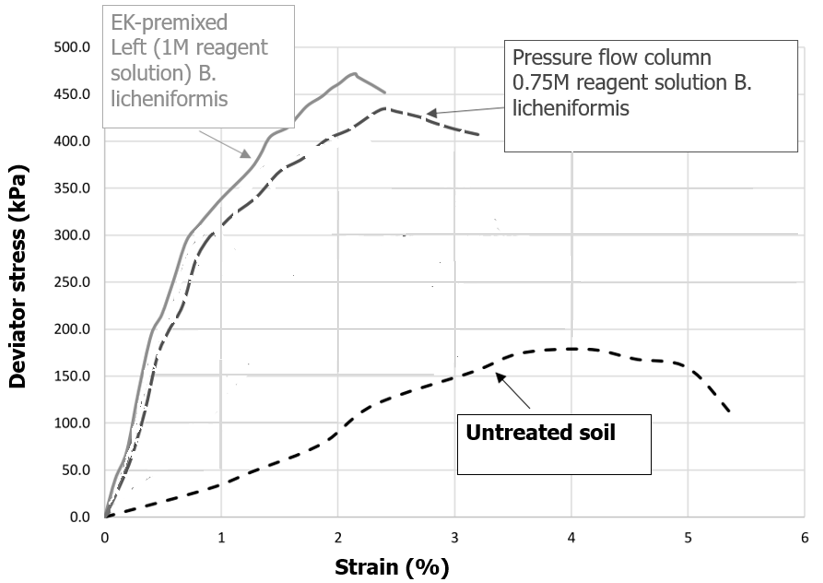 EK-premixed
Left (1M reagent
solution) B.
licheniformis
Pressure flow column
0.75M reagent solution B.
licheniformis
500.0
450.0
400.0
350.0
300.0
250.0
200.0
150.0
100.0
50.0
0.0
Deviator stress (kPa)
Untreated soil
0 1 2 3 4 5 6
Strain (%)